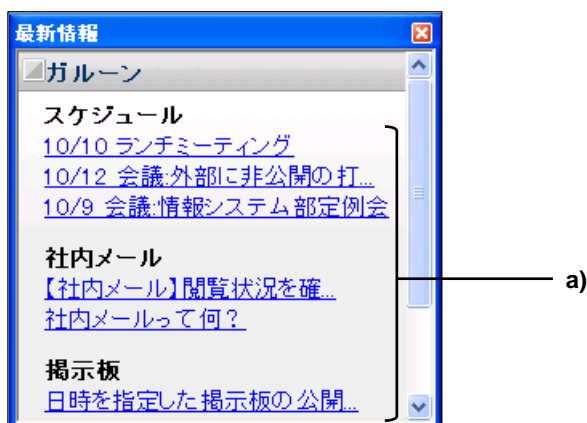 最新情報
ガルーン
スケジュール
10/10 ランチミーティング
10/12 会議:外部に非公開の打...
10/9 会議:情報システム部定例会
社内メール
【社内メール】閲覧状況を確...
社内メールって何？
掲示板
日時を指定した掲示板の公開...
a)